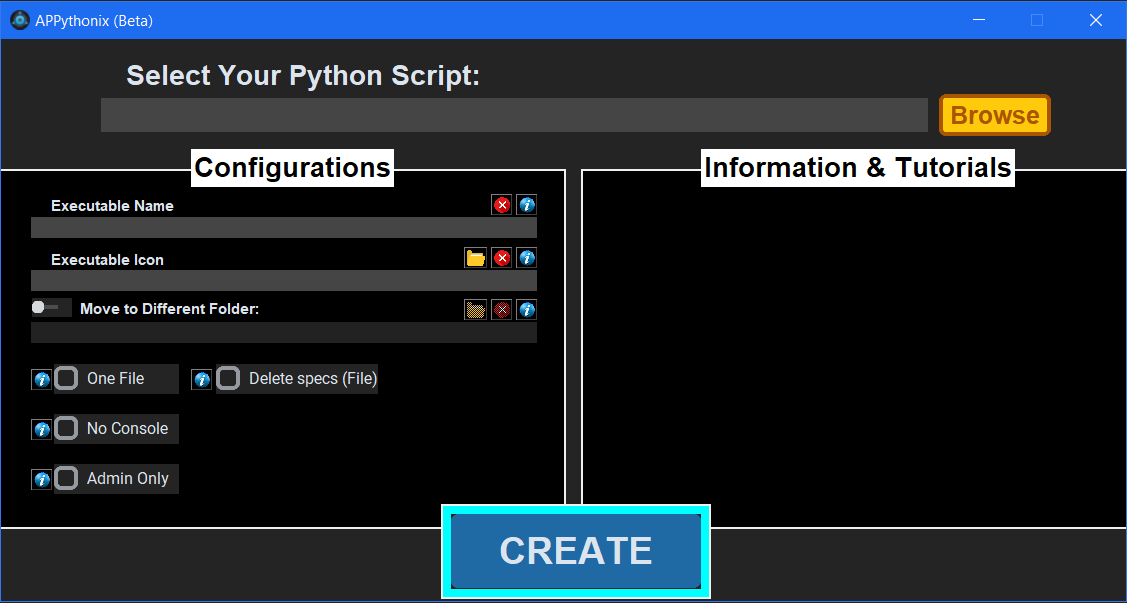 APPythonix (Beta)
Select Your Python Script:
Browse
Configurations
Information & Tutorials
Executable Name
Executable Icon
Move to Different Folder:
One File
Delete specs (File)
No Console
Admin Only
CREATE